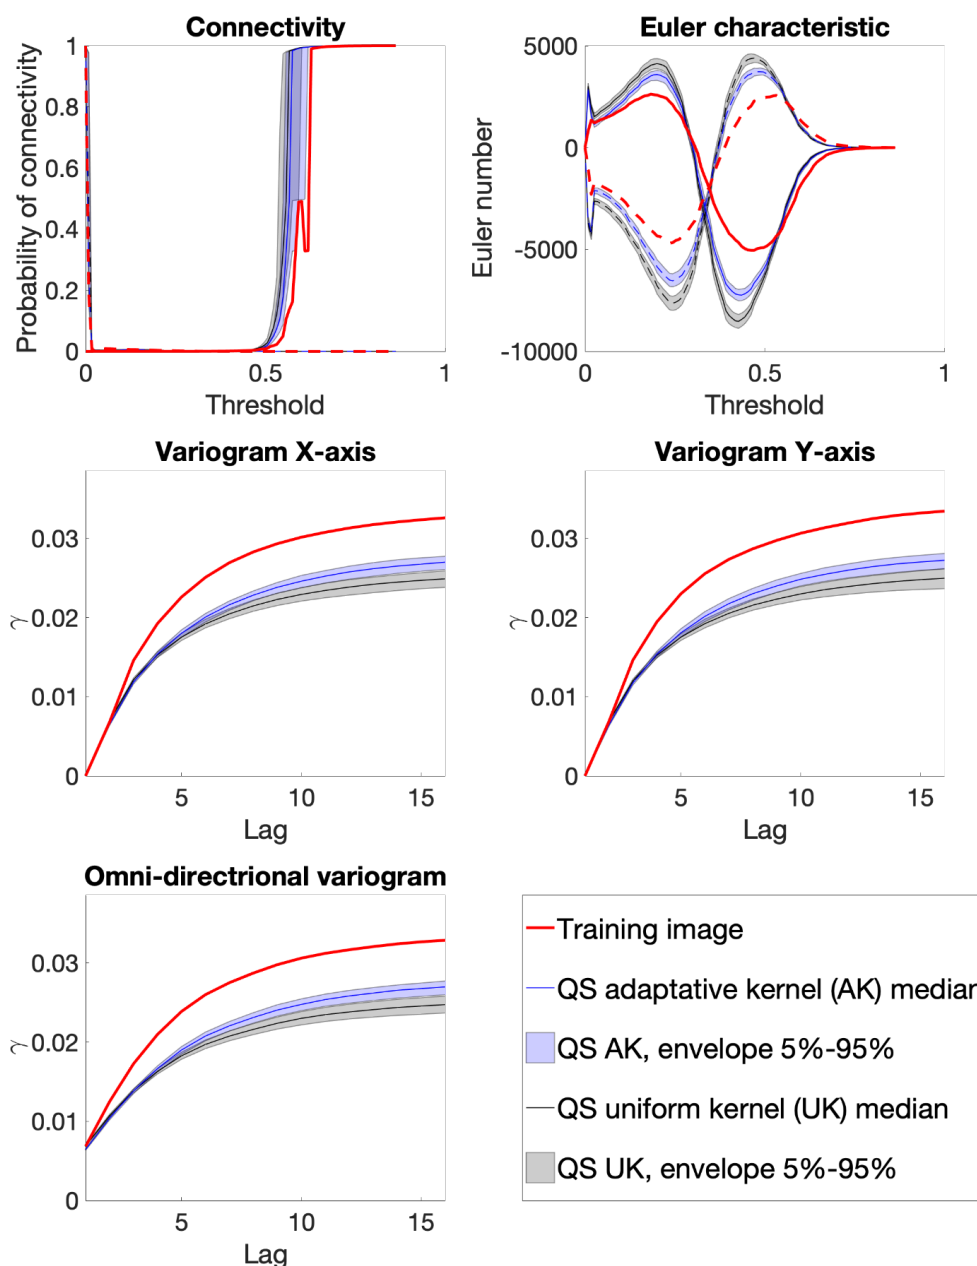 Connectivity
Euler characteristic
Probability of connectivity
1
0.8
0.6
0.4
0.2
0
0
0.5
1
Threshold
Euler number
5000
0
-5000
-10000
0
0.5
1
Threshold
Variogram X-axis
Variogram Y-axis
γ
0.03
0.02
0.01
0
5
10
15
Lag
γ
0.03
0.02
0.01
0
5
10
15
Lag
Omni-directrional variogram
γ
0.03
0.02
0.01
0
5
10
15
Lag
Training image
QS adaptative kernel (AK) median
QS AK, envelope 5%-95%
QS uniform kernel (UK) median
QS UK, envelope 5%-95%